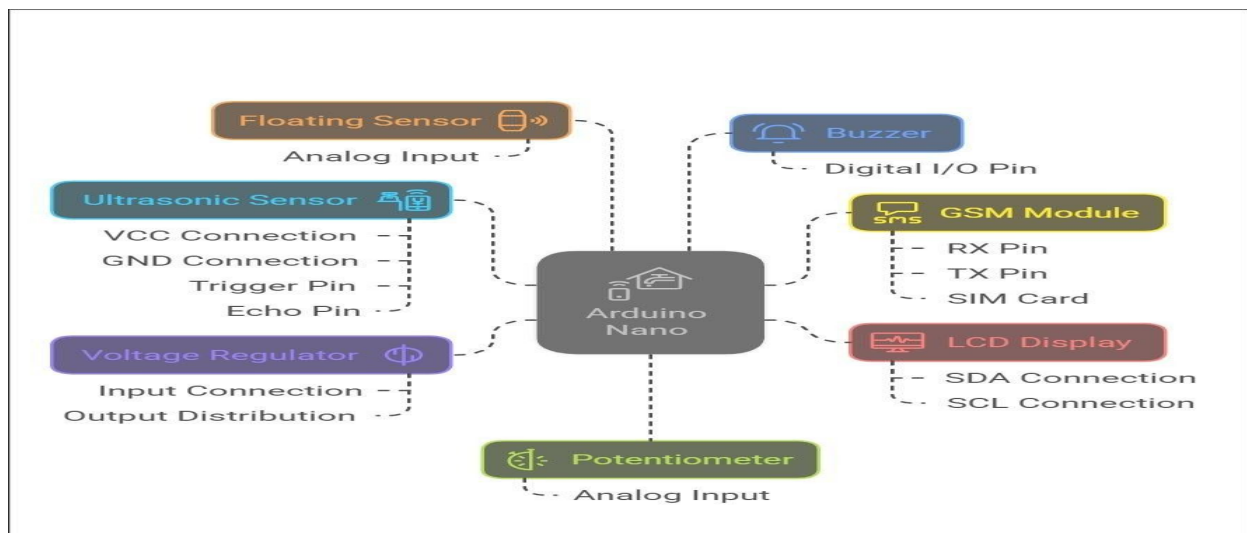 Floating Sensor
Analog Input
Buzzer
Digital I/O Pin
Ultrasonic Sensor
VCC Connection
GND Connection
Trigger Pin
Echo Pin
GSM Module
sms
RX Pin
TX Pin
SIM Card
Arduino
Nano
Voltage Regulator
Input Connection
Output Distribution
LCD Display
SDA Connection
SCL Connection
Potentiometer
Analog Input